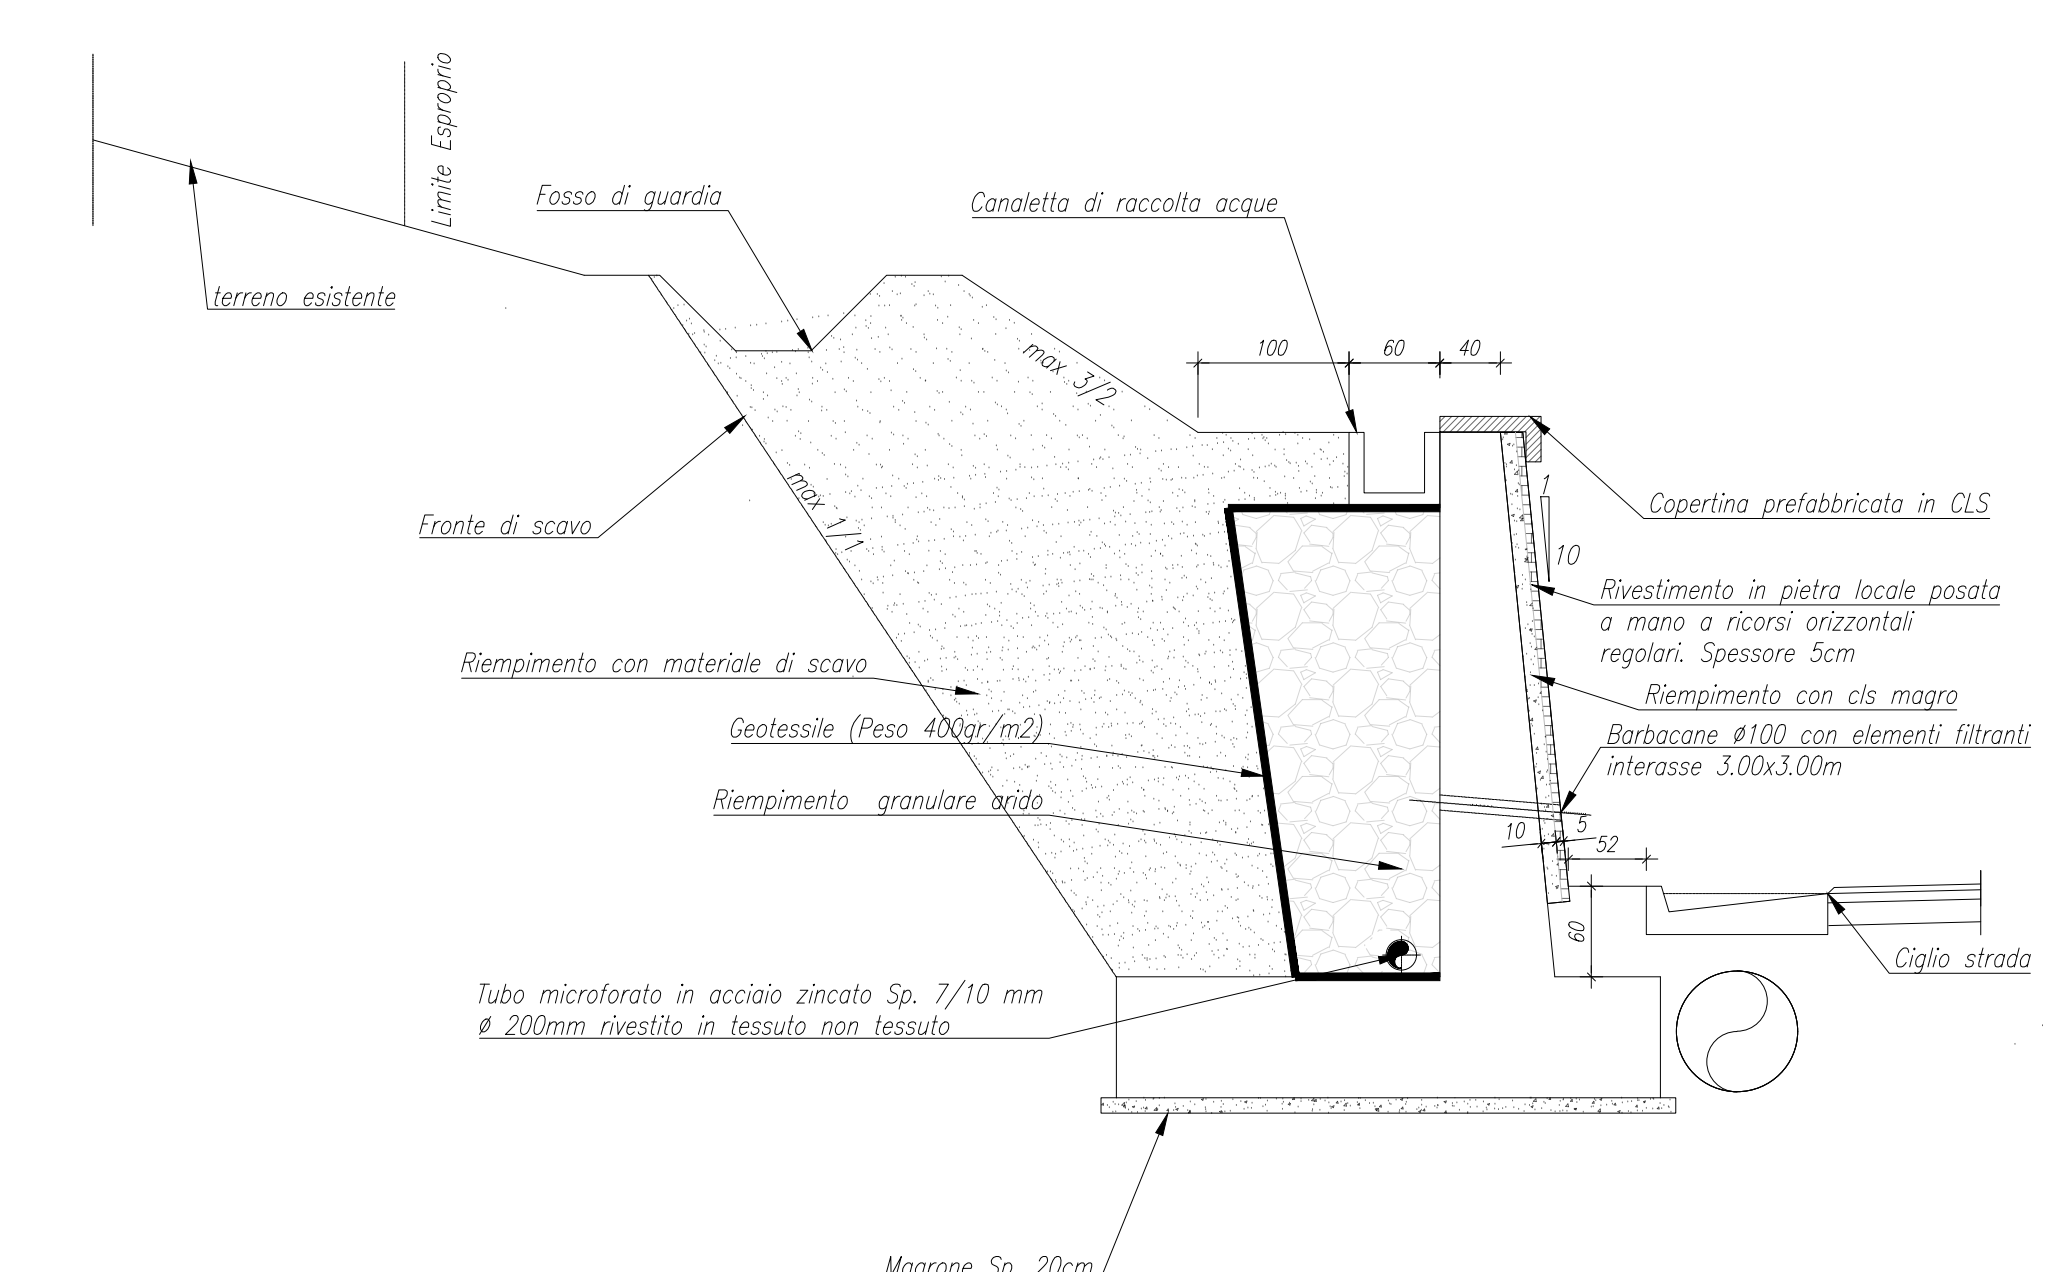 Limite Esproprio
Fosso di guardia
Canaletta di raccolta acque
terreno esistente
100
60
40
max 3/2
max 1/1
1
10
Copertina prefabbricata in CLS
Fronte di scavo
Rivestimento in pietra locale posata
a mano a ricorsi orizzontali
regolari. Spessore 5cm
Riempimento con materiale di scavo
Riempimento con cls magro
Geotessile (Peso 400gr/m2)
Barbacane Ø100 con elementi filtranti
interasse 3.00x3.00m
Riempimento granulare arido
10
5
52
60
Ciglio strada
Tubo microforato in acciaio zincato Sp. 7/10 mm
Ø 200mm rivestito in tessuto non tessuto
Magrone Sp. 20cm